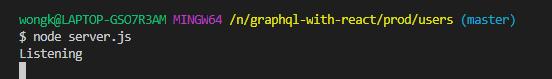 wongk@LAPTOP-GSO7R3AM MINGW64 /n/graphql-with-react/prod/users (master)
$ node server.js
Listening